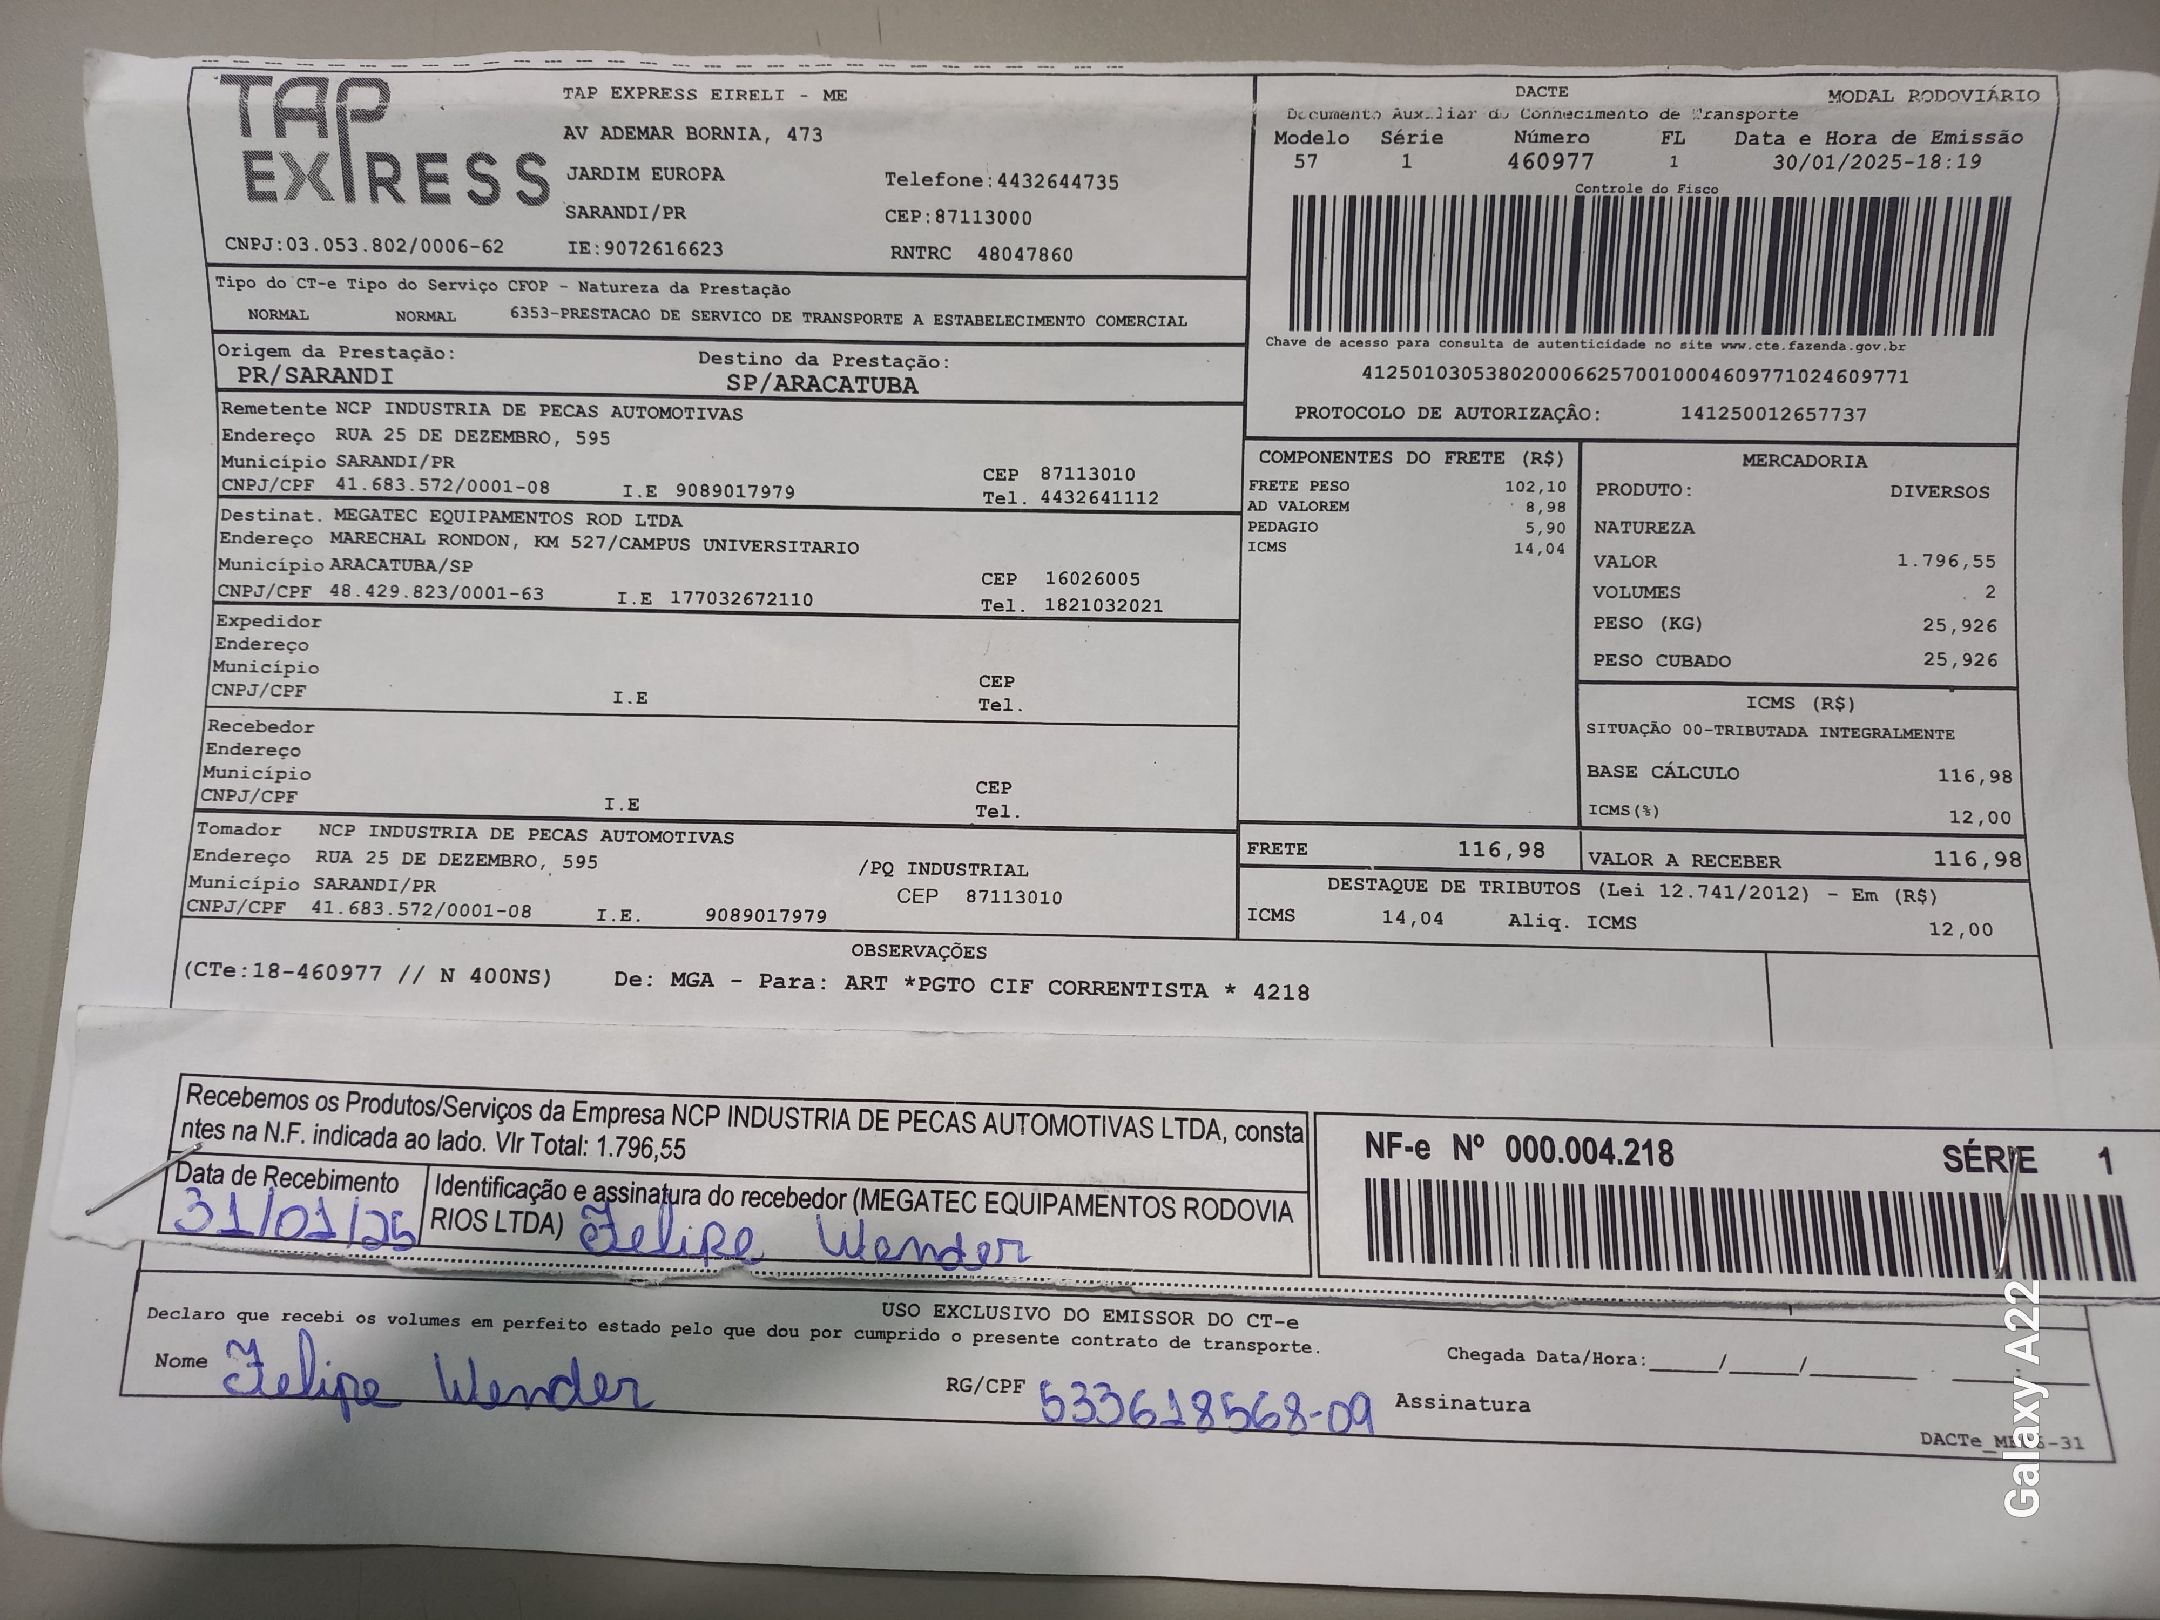 TAP EXPRESS
TAP EXPRESS EIRELI - ME
AV ADEMAR BORNIA, 473
JARDIM EUROPA Telefone:4432644735
SARANDI/PR CEP:87113000
CNPJ:03.053.802/0006-62 IE:9072616623 RNTRC 48047860
DACTE MODAL RODOVIÁRIO
Documento Auxiliar do Connecimento de Transporte
Modelo Série Número FL Data e Hora de Emissão
57 1 460977 1 30/01/2025-18:19
Controle do Fisco
Chave de acesso para consulta de autenticidade no site www.cte.fazenda.gov.br
41250103053802000662570010004609771024609771
PROTOCOLO DE AUTORIZAÇÂO: 141250012657737
Tipo do CT-e Tipo do Serviço CFOP - Natureza da Prestação
NORMAL NORMAL 6353-PRESTACAO DE SERVICO DE TRANSPORTE A ESTABELECIMENTO COMERCIAL
Origem da Prestação: Destino da Prestação:
PR/SARANDI SP/ARACATUBA
Remetente NCP INDUSTRIA DE PECAS AUTOMOTIVAS
Endereço RUA 25 DE DEZEMBRO, 595
Município SARANDI/PR CEP 87113010
CNPJ/CPF 41.683.572/0001-08 I.E 9089017979 Tel. 4432641112
Destinat. MEGATEC EQUIPAMENTOS ROD LTDA
Endereço MARECHAL RONDON, KM 527/CAMPUS UNIVERSITARIO
Município ARACATUBA/SP CEP 16026005
CNPJ/CPF 48.429.823/0001-63 I.E 177032672110 Tel. 1821032021
Expedidor
Endereço
Município CEP
CNPJ/CPF I.E Tel.
Recebedor
Endereço
Município CEP
CNPJ/CPF I.E Tel.
Tomador NCP INDUSTRIA DE PECAS AUTOMOTIVAS
Endereço RUA 25 DE DEZEMBRO, 595 /PQ INDUSTRIAL
Município SARANDI/PR CEP 87113010
CNPJ/CPF 41.683.572/0001-08 I.E. 9089017979
COMPONENTES DO FRETE (R$)
FRETE PESO 102,10
AD VALOREM 8,98
PEDAGIO 5,90
ICMS 14,04
MERCADORIA
PRODUTO: DIVERSOS
NATUREZA
VALOR 1.796,55
VOLUMES 2
PESO (KG) 25,926
PESO CUBADO 25,926
ICMS (R$)
SITUAÇÃO 00-TRIBUTADA INTEGRALMENTE
BASE CÁLCULO 116,98
ICMS(%) 12,00
FRETE 116,98 VALOR A RECEBER 116,98
DESTAQUE DE TRIBUTOS (Lei 12.741/2012) - Em (R$)
ICMS 14,04 Aliq. ICMS 12,00
OBSERVAÇÕES
(CTe:18-460977 // N 400NS) De: MGA - Para: ART *PGTO CIF CORRENTISTA * 4218
Recebemos os Produtos/Serviços da Empresa NCP INDUSTRIA DE PECAS AUTOMOTIVAS LTDA, consta
ntes na N.F. indicada ao lado. Vlr Total: 1.796,55
Data de Recebimento
31/01/25
Identificação e assinatura do recebedor (MEGATEC EQUIPAMENTOS RODOVIA
RIOS LTDA) Felipe Wender
NF-e Nº 000.004.218 SÉRIE 1
USO EXCLUSIVO DO EMISSOR DO CT-e
Declaro que recebi os volumes em perfeito estado pelo que dou por cumprido o presente contrato de transporte.
Chegada Data/Hora:_____/_____/________ 
Nome Felipe Wender RG/CPF 533618568-09 Assinatura
Galaxy A22